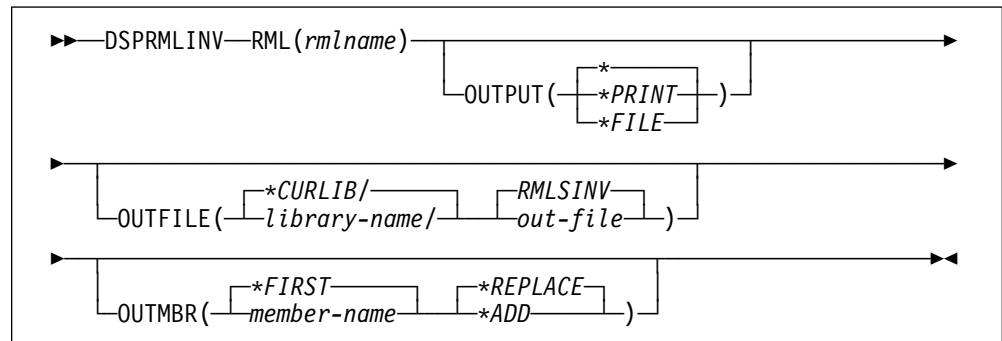 DSPRMLINV RML(rmlname)
*
OUTPUT( *PRINT )
*FILE
*CURLIB/ RMLSINV
OUTFILE( library-name/ out-file )
*FIRST *REPLACE
OUTMBR( member-name *ADD )